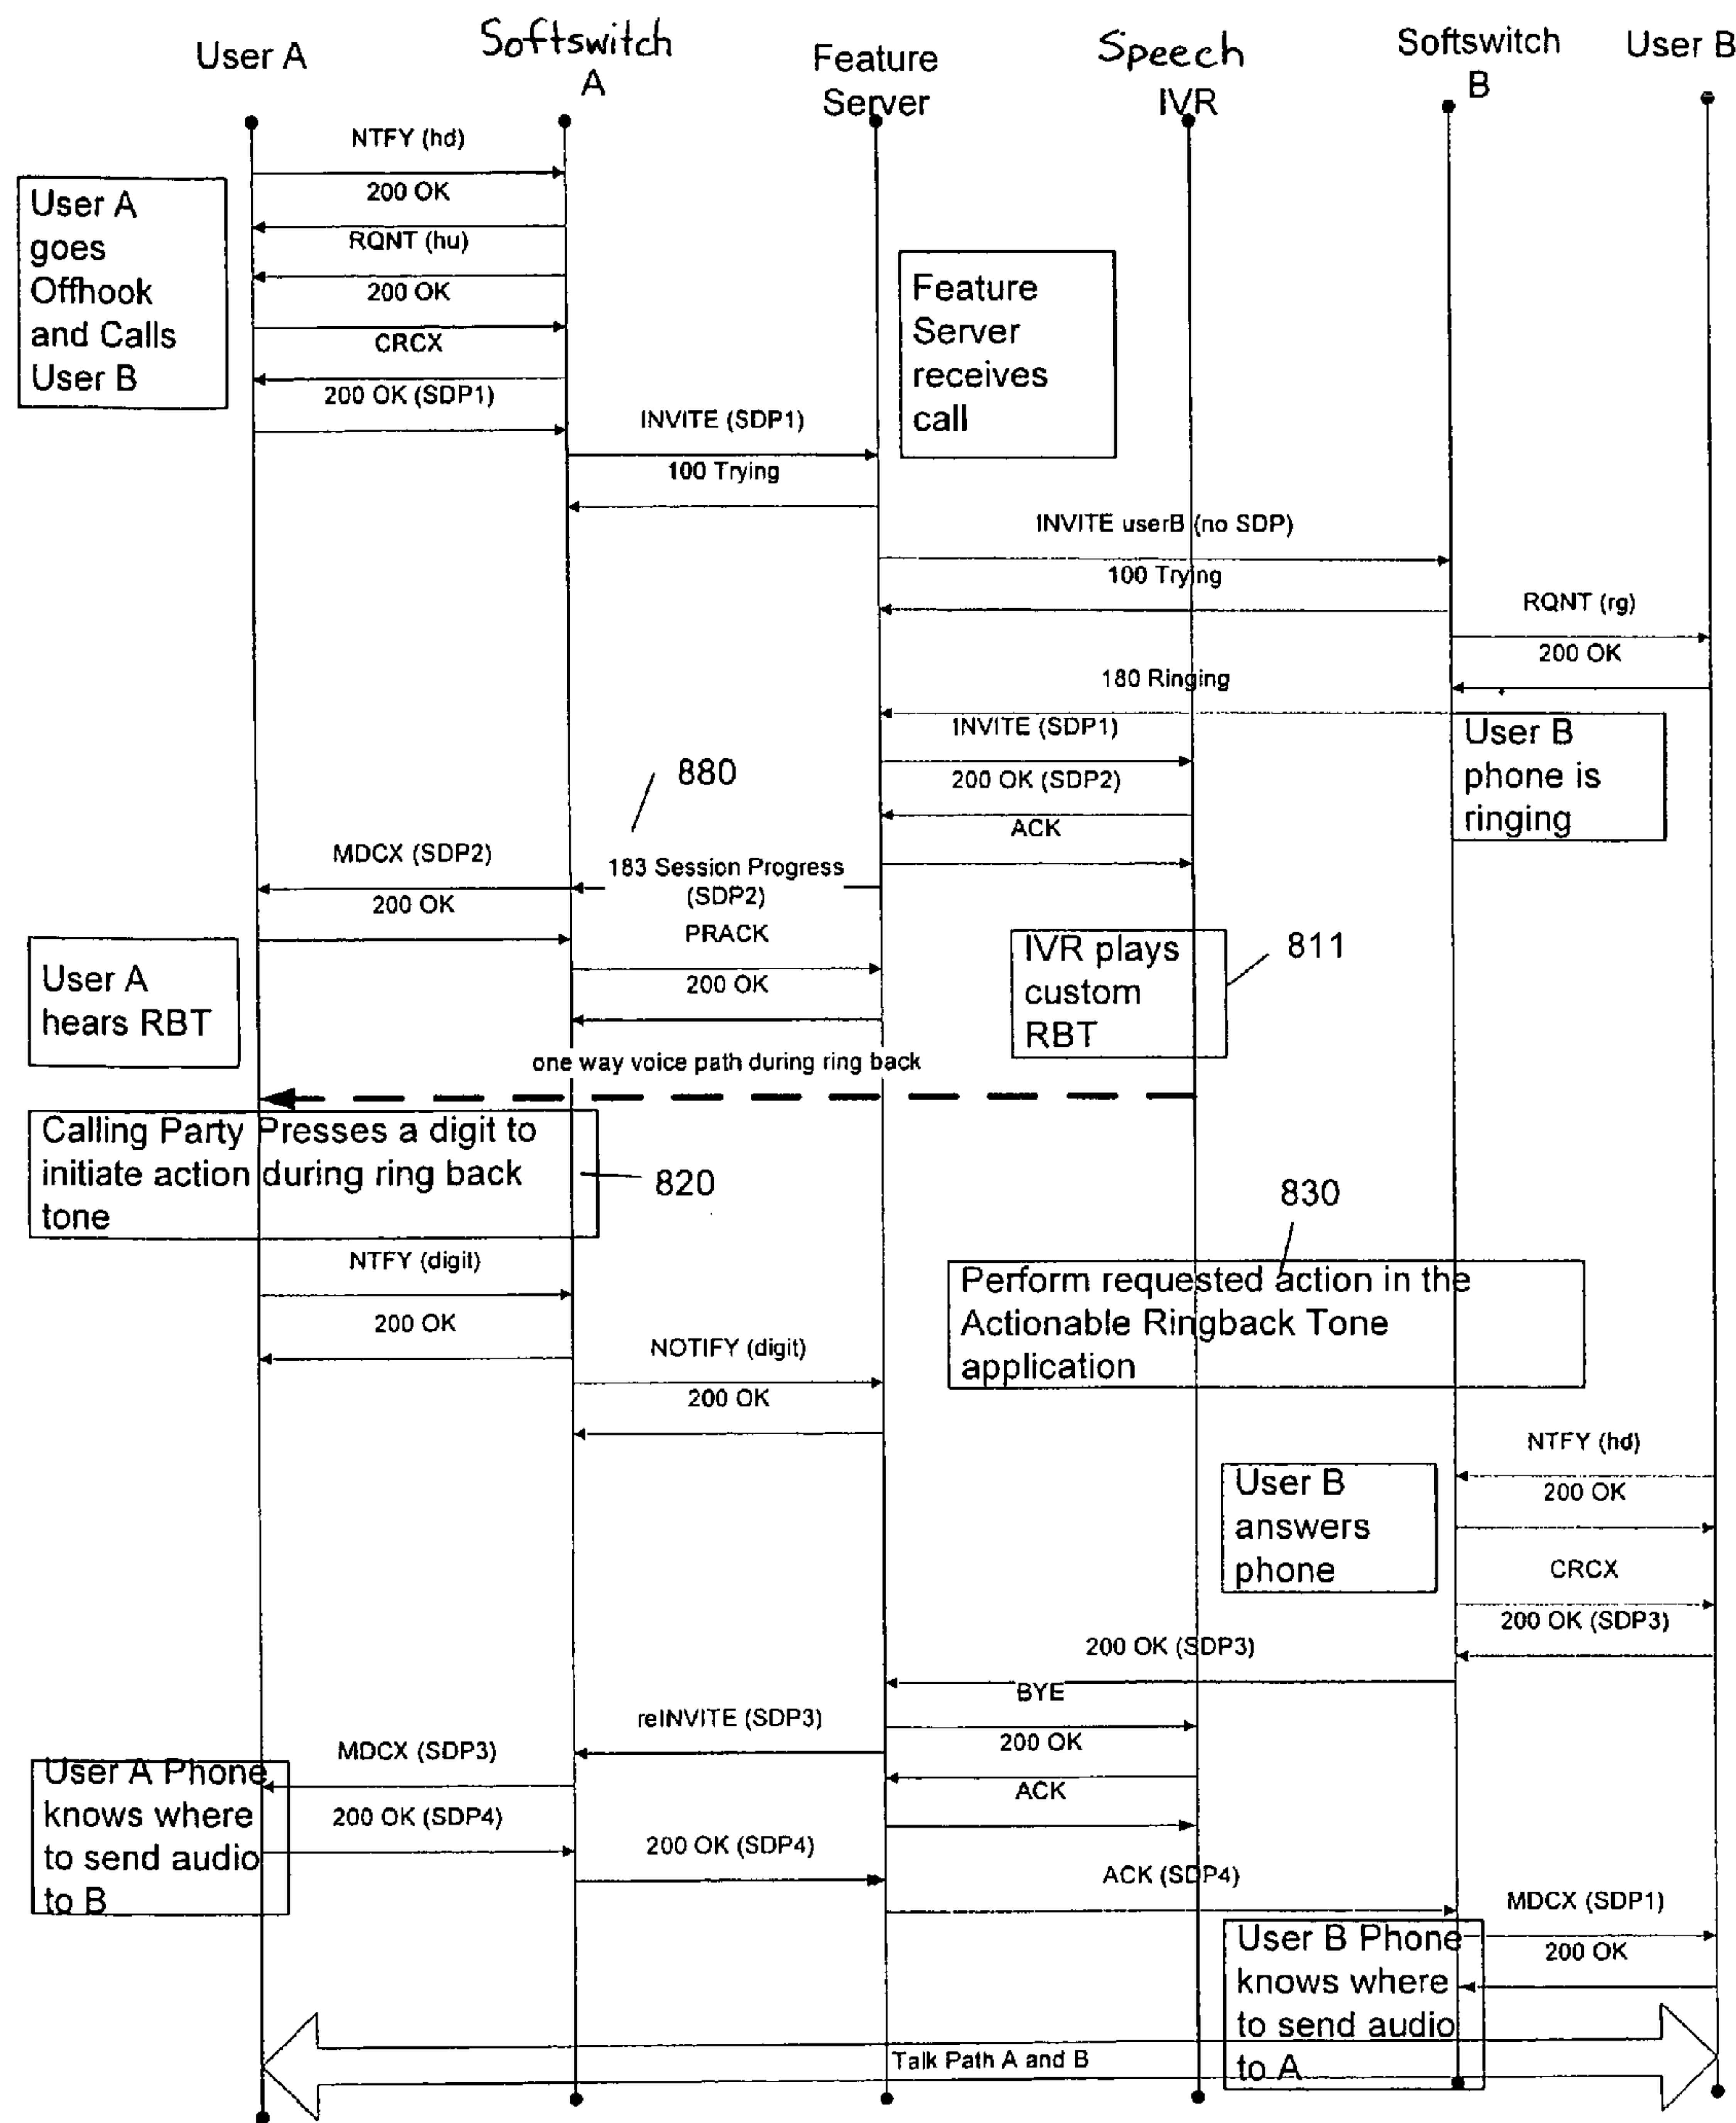 User A
Softswitch
A
Feature
Server
Speech
IVR
Softswitch
B
User B
NTFY (hd)
200 OK
RQNT (hu)
200 OK
CRCX
200 OK (SDP1)
User A
goes
Offhook
and Calls
User B
INVITE (SDP1)
100 Trying
Feature
Server
receives
call
INVITE userB (no SDP)
100 Trying
RQNT (rg)
200 OK
180 Ringing
INVITE (SDP1)
200 OK (SDP2)
ACK
User B
phone is
ringing
880
MDCX (SDP2)
183 Session Progress
(SDP2)
200 OK
PRACK
200 OK
User A
hears RBT
IVR plays
custom
RBT
811
one way voice path during ring back
Calling Party Presses a digit to
initiate action during ring back
tone
820
830
NTFY (digit)
200 OK
Perform requested action in the
Actionable Ringback Tone
application
NOTIFY (digit)
200 OK
NTFY (hd)
200 OK
User B
answers
phone
CRCX
200 OK (SDP3)
200 OK (SDP3)
BYE
reINVITE (SDP3)
200 OK
MDCX (SDP3)
ACK
User A Phone
knows where
to send audio
to B
200 OK (SDP4)
200 OK (SDP4)
ACK (SDP4)
MDCX (SDP1)
200 OK
User B Phone
knows where
to send audio
to A
Talk Path A and B